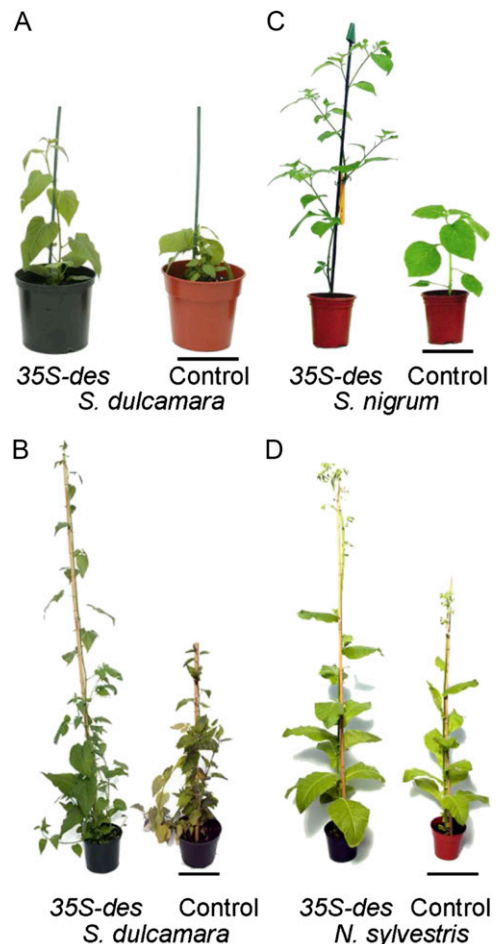 A
35S-des Control
S. dulcamara
C
35S-des Control
S. nigrum
B
35S-des Control
S. dulcamara
D
35S-des Control
N. sylvestris